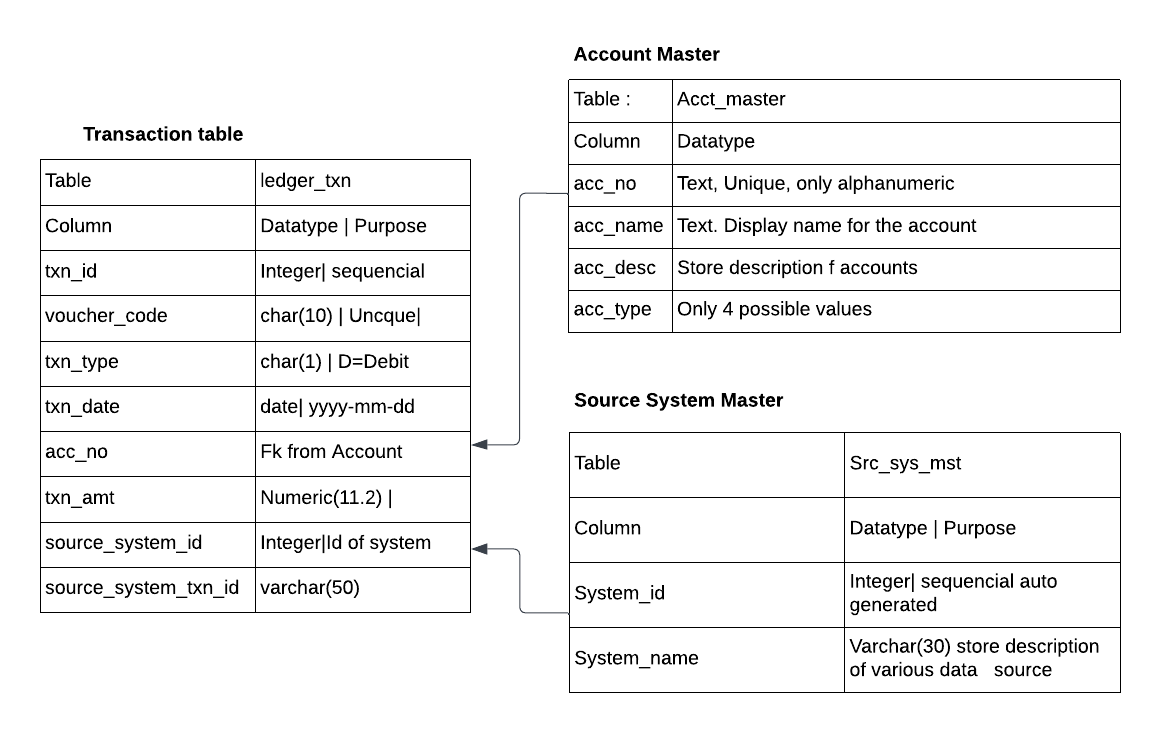 Transaction table
Table ledger_txn
Column Datatype | Purpose
txn_id Integer| sequencial
voucher_code char(10) | Uncque|
txn_type char(1) | D=Debit
txn_date date| yyyy-mm-dd
acc_no Fk from Account
txn_amt Numeric(11.2) |
source_system_id Integer|Id of system
source_system_txn_id varchar(50)
Account Master
Table : Acct_master
Column Datatype
acc_no Text, Unique, only alphanumeric
acc_name Text. Display name for the account
acc_desc Store description f accounts
acc_type Only 4 possible values
Source System Master
Table Src_sys_mst
Column Datatype | Purpose
System_id Integer| sequencial auto
generated
System_name Varchar(30) store description
of various data source